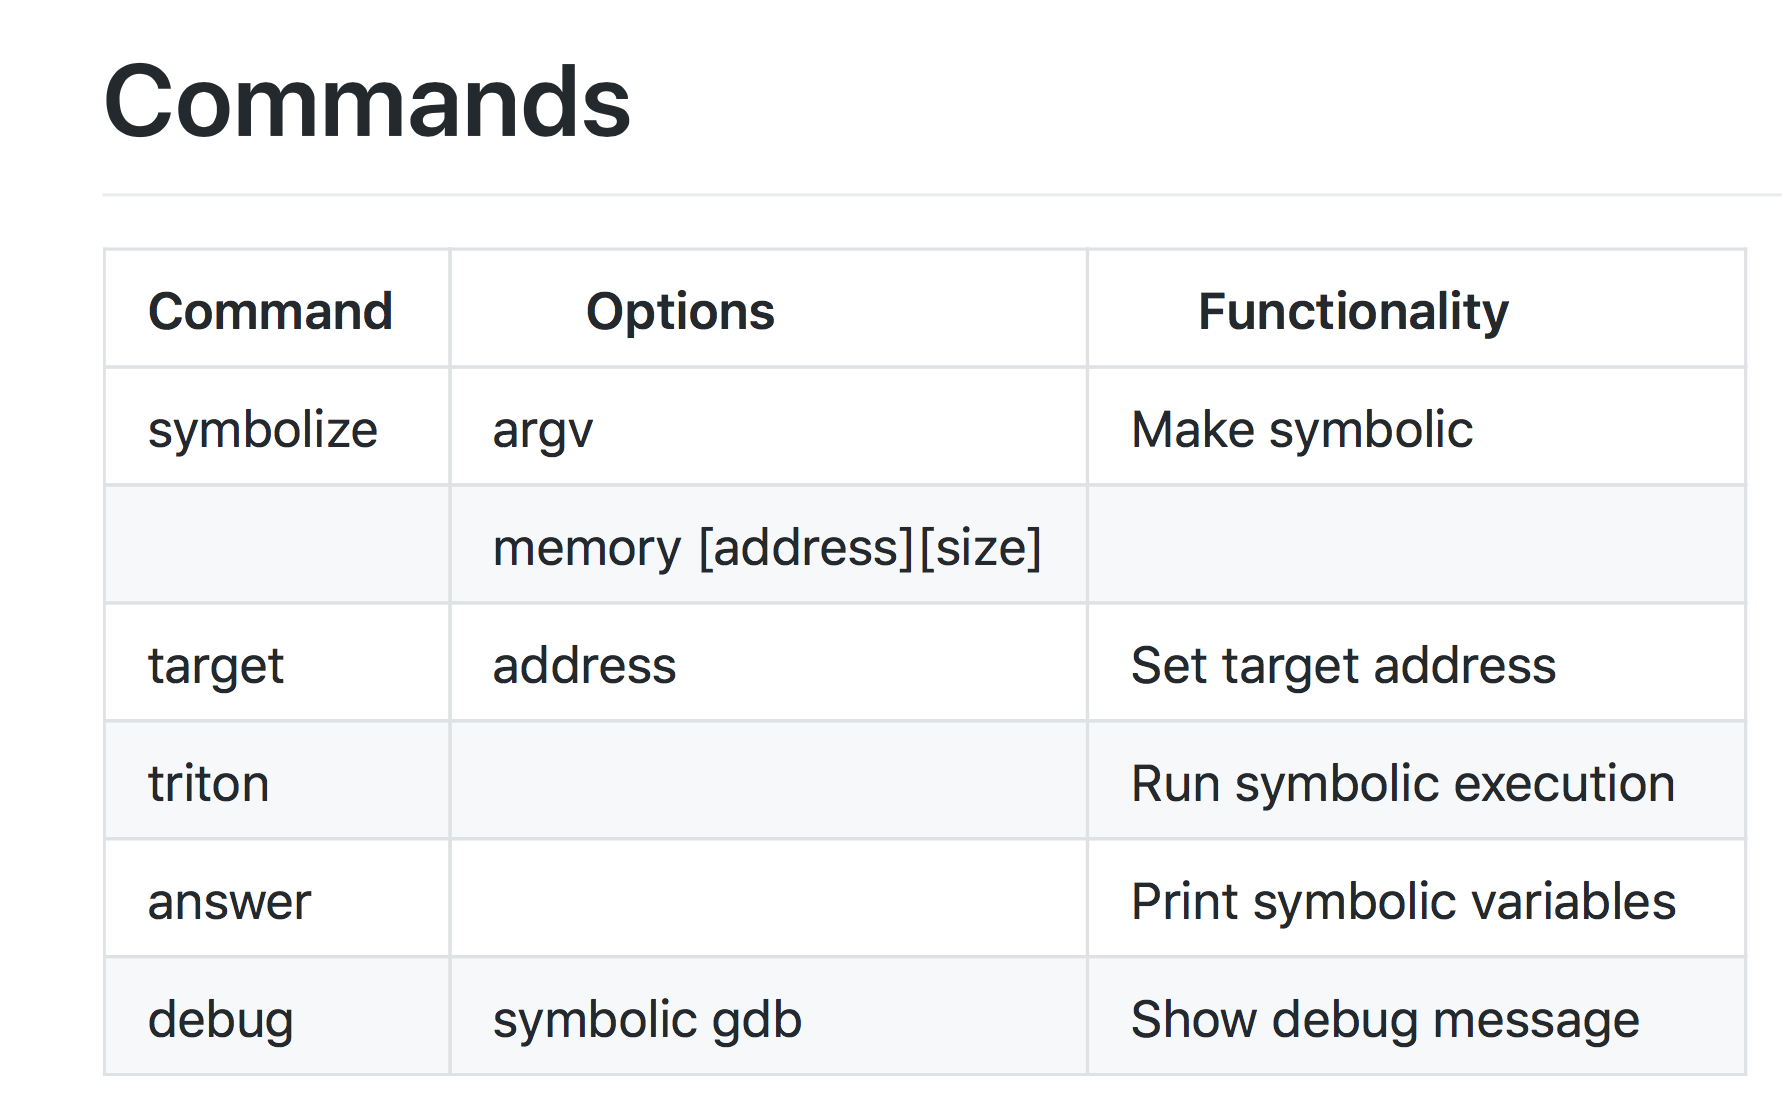 Commands
Command Options Functionality
symbolize argv Make symbolic
memory [address][size]
target address Set target address
triton Run symbolic execution
answer Print symbolic variables
debug symbolic gdb Show debug message